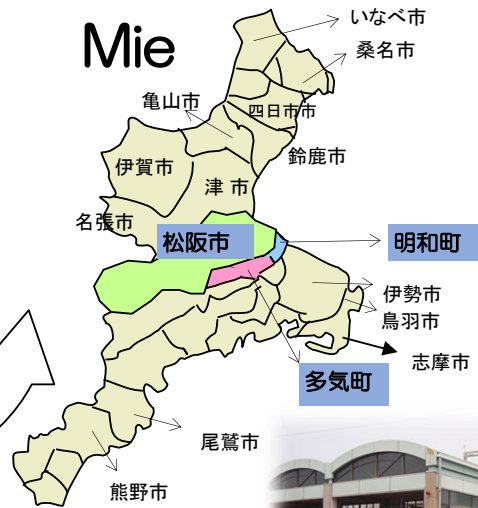 Mie
いなべ市
桑名市
亀山市
四日市市
鈴鹿市
伊賀市
津 市
名張市
松阪市
明和町
伊勢市
鳥羽市
志摩市
多気町
尾鷲市
熊野市